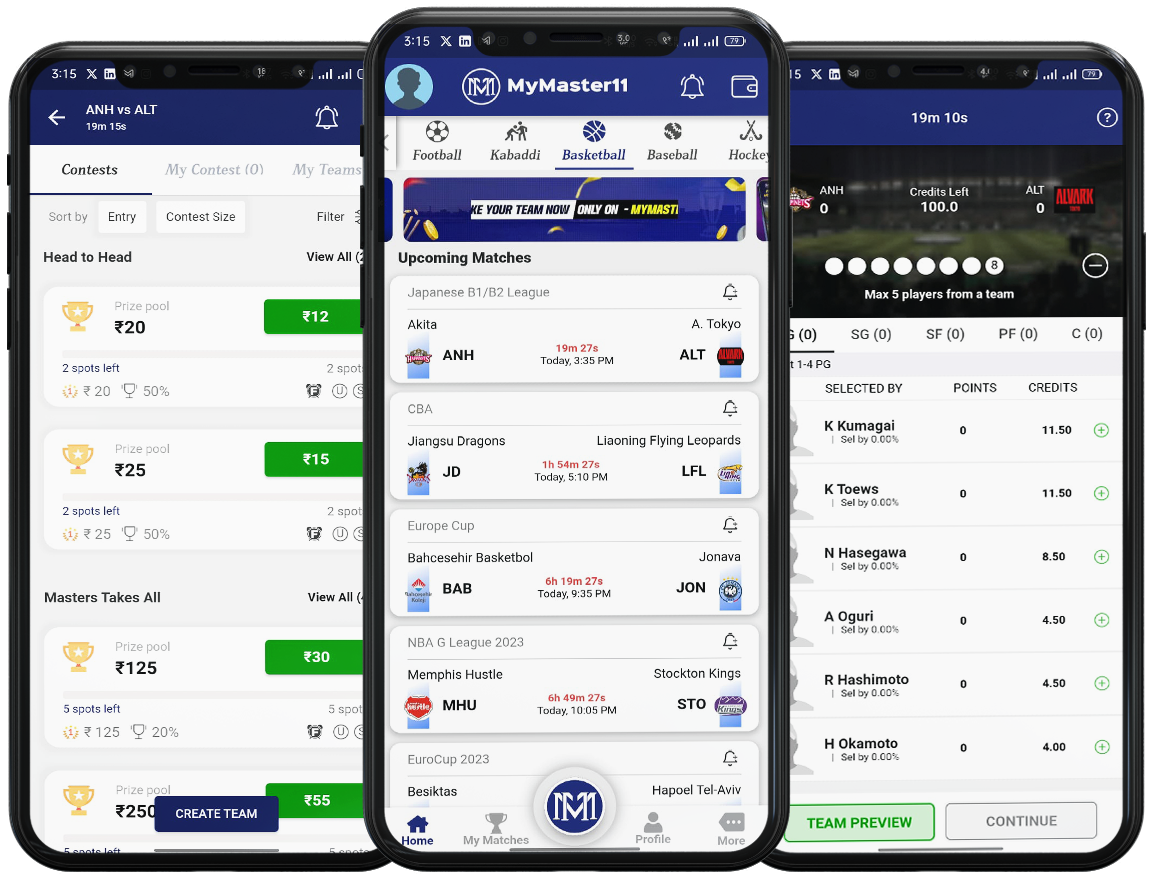 3:15
ANH vs ALT
19m 15s
Contests My Contest (0) My Teams
Sort by Entry Contest Size Filter
Head to Head View All
Prize pool
₹20 ₹12
2 spots left 2 spots
₹ 20 50% F U S
Prize pool
₹25 ₹15
2 spots left 2 spot
₹ 25 50% F U S
Masters Takes All View All
Prize pool
₹125 ₹30
5 spots left 5 spot
₹ 125 20% F U S
Prize pool
₹250 ₹55
CREATE TEAM
5 spots left 5 spot
3:15 79
MyMaster11
Football Kabaddi Basketball Baseball Hockey
KE YOUR TEAM NOW ONLY ON - MYMAST
Upcoming Matches
Japanese B1/B2 League
Akita A. Tokyo
ANH 19m 27s ALT
Today, 3:35 PM
CBA
Jiangsu Dragons Liaoning Flying Leopards
JD 1h 54m 27s LFL
Today, 5:10 PM
Europe Cup
Bahcesehir Basketbol Jonava
BAB 6h 19m 27s JON
Today, 9:35 PM
NBA G League 2023
Memphis Hustle Stockton Kings
MHU 6h 49m 27s STO
Today, 10:05 PM
EuroCup 2023
Besiktas Hapoel Tel-Aviv
Home My Matches Profile More
15 79
19m 10s ?
ANH Credits Left ALT ALVARK
0 100.0 0
8
Max 5 players from a team
G (0) SG (0) SF (0) PF (0) C (0)
t 1-4 PG
SELECTED BY POINTS CREDITS
K Kumagai 0 11.50
Sel by 0.00%
K Toews 0 11.50
Sel by 0.00%
N Hasegawa 0 8.50
Sel by 0.00%
A Oguri 0 4.50
Sel by 0.00%
R Hashimoto 0 4.50
Sel by 0.00%
H Okamoto 0 4.00
Sel by 0.00%
TEAM PREVIEW CONTINUE